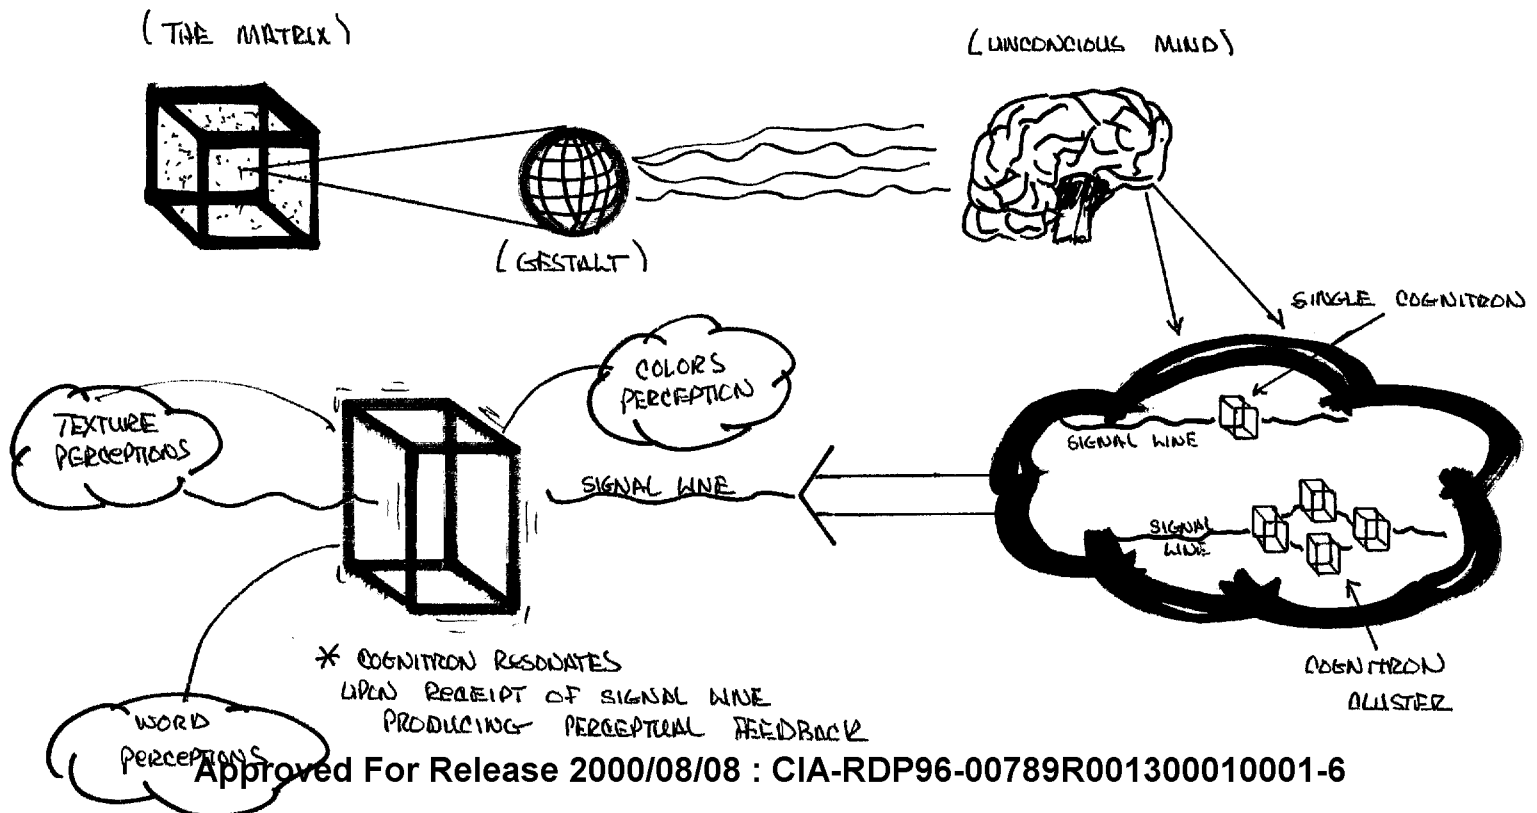 (THE MATRIX)
(UNCONCIOUS MIND)
(GESTALT)
SINGLE COGNITRON
COLORS
PERCEPTION
TEXTURE
PERCEPTIONS
SIGNAL LINE
SIGNAL LINE
SIGNAL
LINE
* COGNITRON RESONATES
UPON RECEIPT OF SIGNAL LINE
PRODUCING PERCEPTUAL FEEDBACK
COGNITRON
CLUSTER
WORD
PERCEPTIONS
Approved For Release 2000/08/08 : CIA-RDP96-00789R001300010001-6